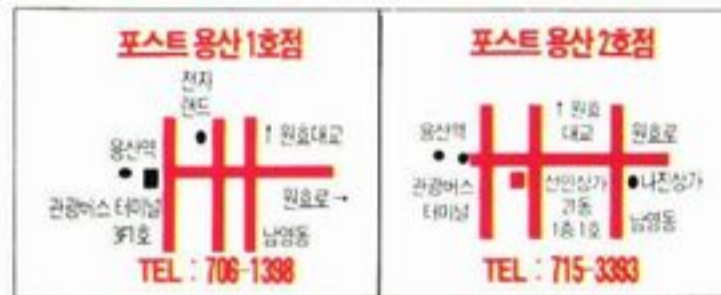 포스트 용산 1호점
전자
랜드
↑ 원효대교
용산역
관광버스 터미널
3F1호
원효로 →
남영동
TEL : 706-1398
포스트 용산 2호점
↑ 원효
대교
용산역
원효로
관광버스
터미널
선인상가
21동
1층 1호
나진상가
남영동
TEL : 715-3393